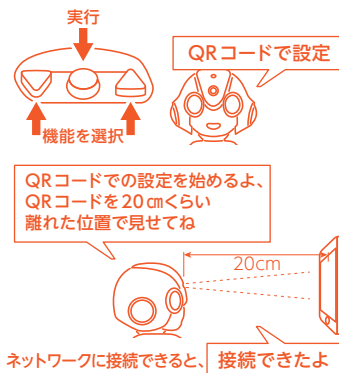 実行
QRコードで設定
機能を選択
QRコードでの設定を始めるよ、
QRコードを20㎝くらい
離れた位置で見せてね
20cm
ネットワークに接続できると、
接続できたよ